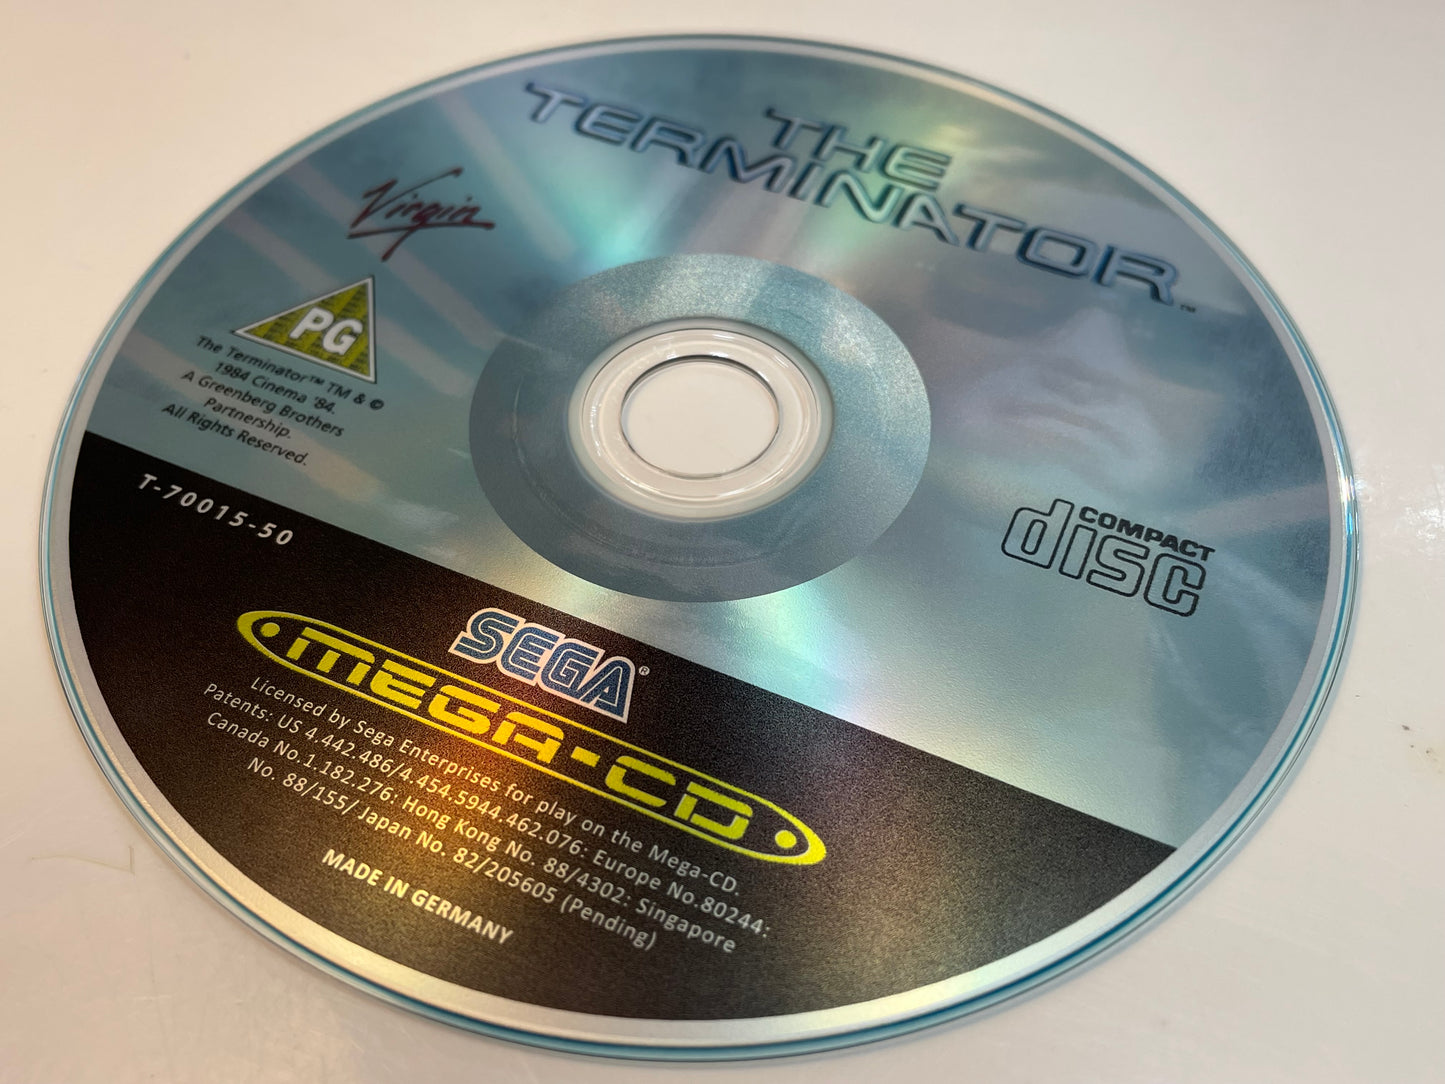 THE
TERMINATOR™
Virgin
PG
The Terminator™ TM & ©
1984 Cinema '84.
A Greenberg Brothers
Partnership.
All Rights Reserved.
T-70015-50
COMPACT
disc
SEGA®
MEGA-CD
Licensed by Sega Enterprises for play on the Mega-CD.
Patents: US 4.442.486/4.454.5944.462.076: Europe No.80244:
Canada No.1.182.276: Hong Kong No. 88/4302: Singapore
No. 88/155/ Japan No. 82/205605 (Pending)
MADE IN GERMANY